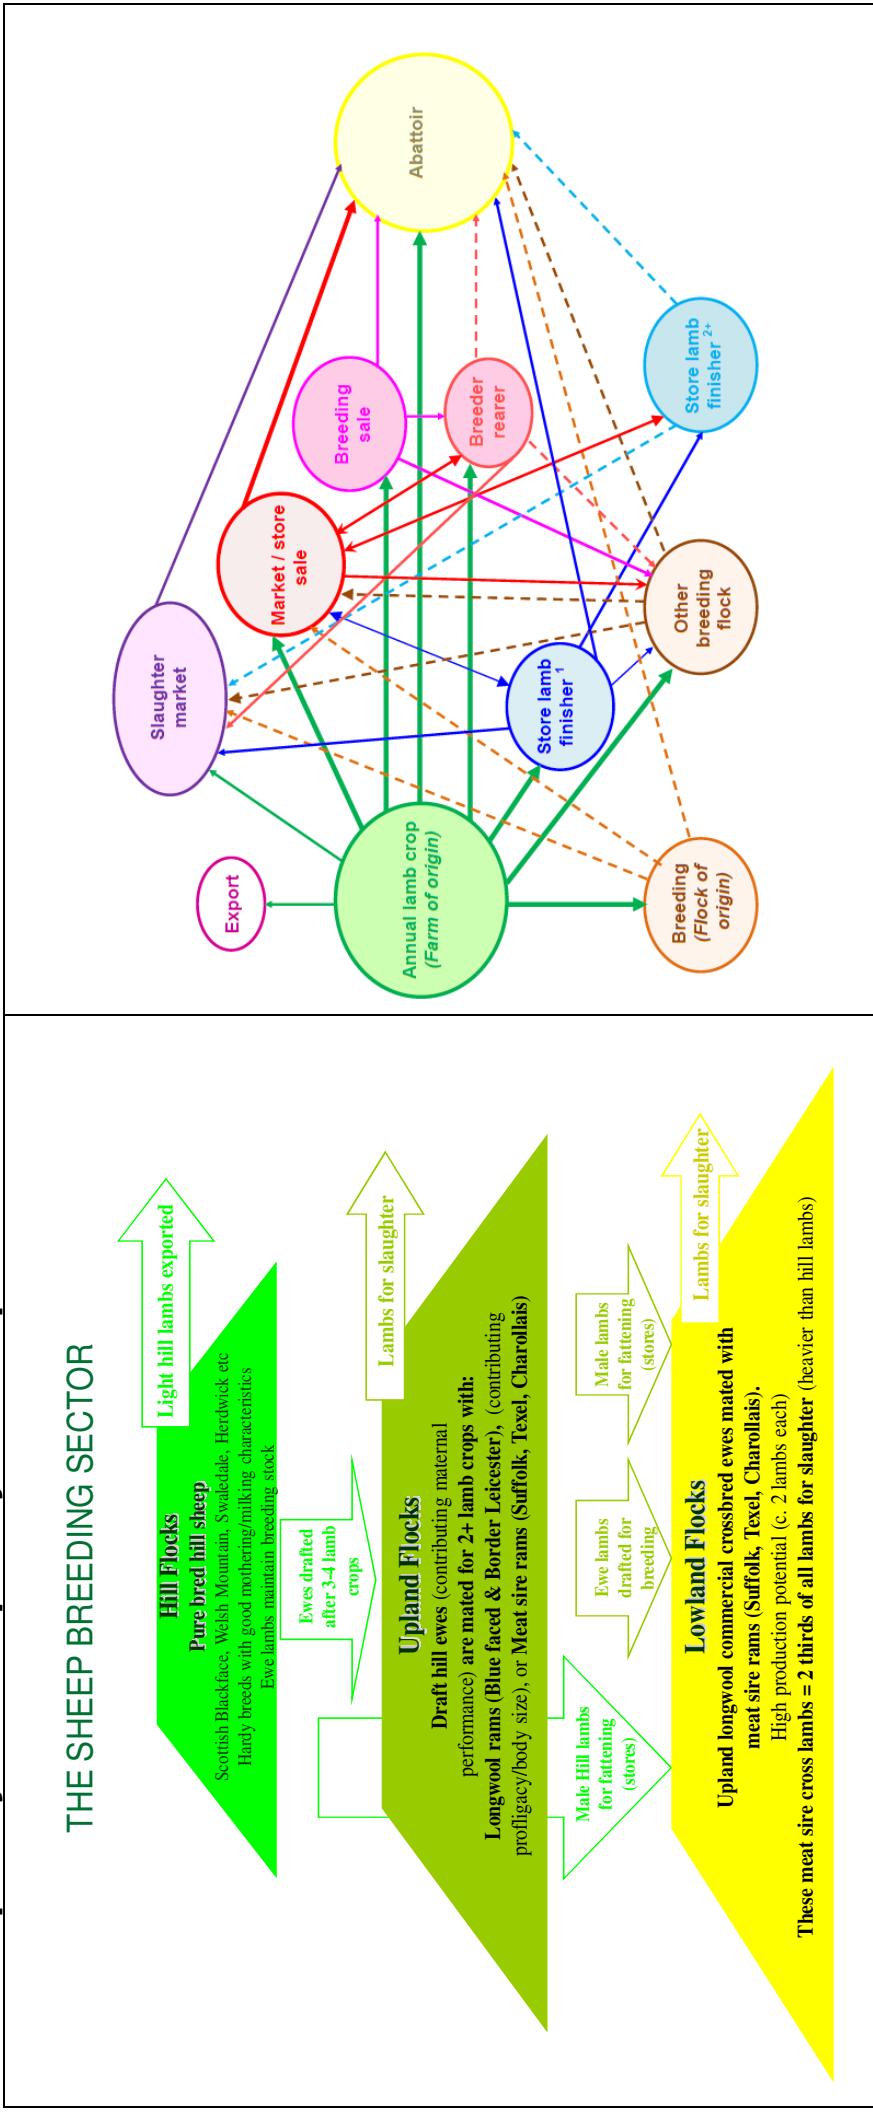 THE SHEEP BREEDING SECTOR
Hill Flocks
Pure bred hill sheep
Scottish Blackface, Welsh Mountain, Swaledale, Herdwick etc
Hardy breeds with good mothering/milking characteristics
Ewe lambs maintain breeding stock
Light hill lambs exported
Ewes drafted
after 3-4 lamb
crops
Upland Flocks
Draft hill ewes (contributing maternal
performance) are mated for 2+ lamb crops with:
Longwool rams (Blue faced & Border Leicester), (contributing
profligacy/body size), or Meat sire rams (Suffolk, Texel, Charollais)
Lambs for slaughter
Male Hill lambs
for fattening
(stores)
Ewe lambs
drafted for
breeding
Male lambs
for fattening
(stores)
Lowland Flocks
Upland longwool commercial crossbred ewes mated with
meat sire rams (Suffolk, Texel, Charollais).
High production potential (c. 2 lambs each)
These meat sire cross lambs = 2 thirds of all lambs for slaughter (heavier than hill lambs)
Lambs for slaughter
Export
Slaughter
market
Market / store
sale
Breeding
sale
Abattoir
Annual lamb crop
(Farm of origin)
Breeder
rearer
Store lamb
finisher 1
Breeding
(Flock of
origin)
Other
breeding
flock
Store lamb
finisher 2+